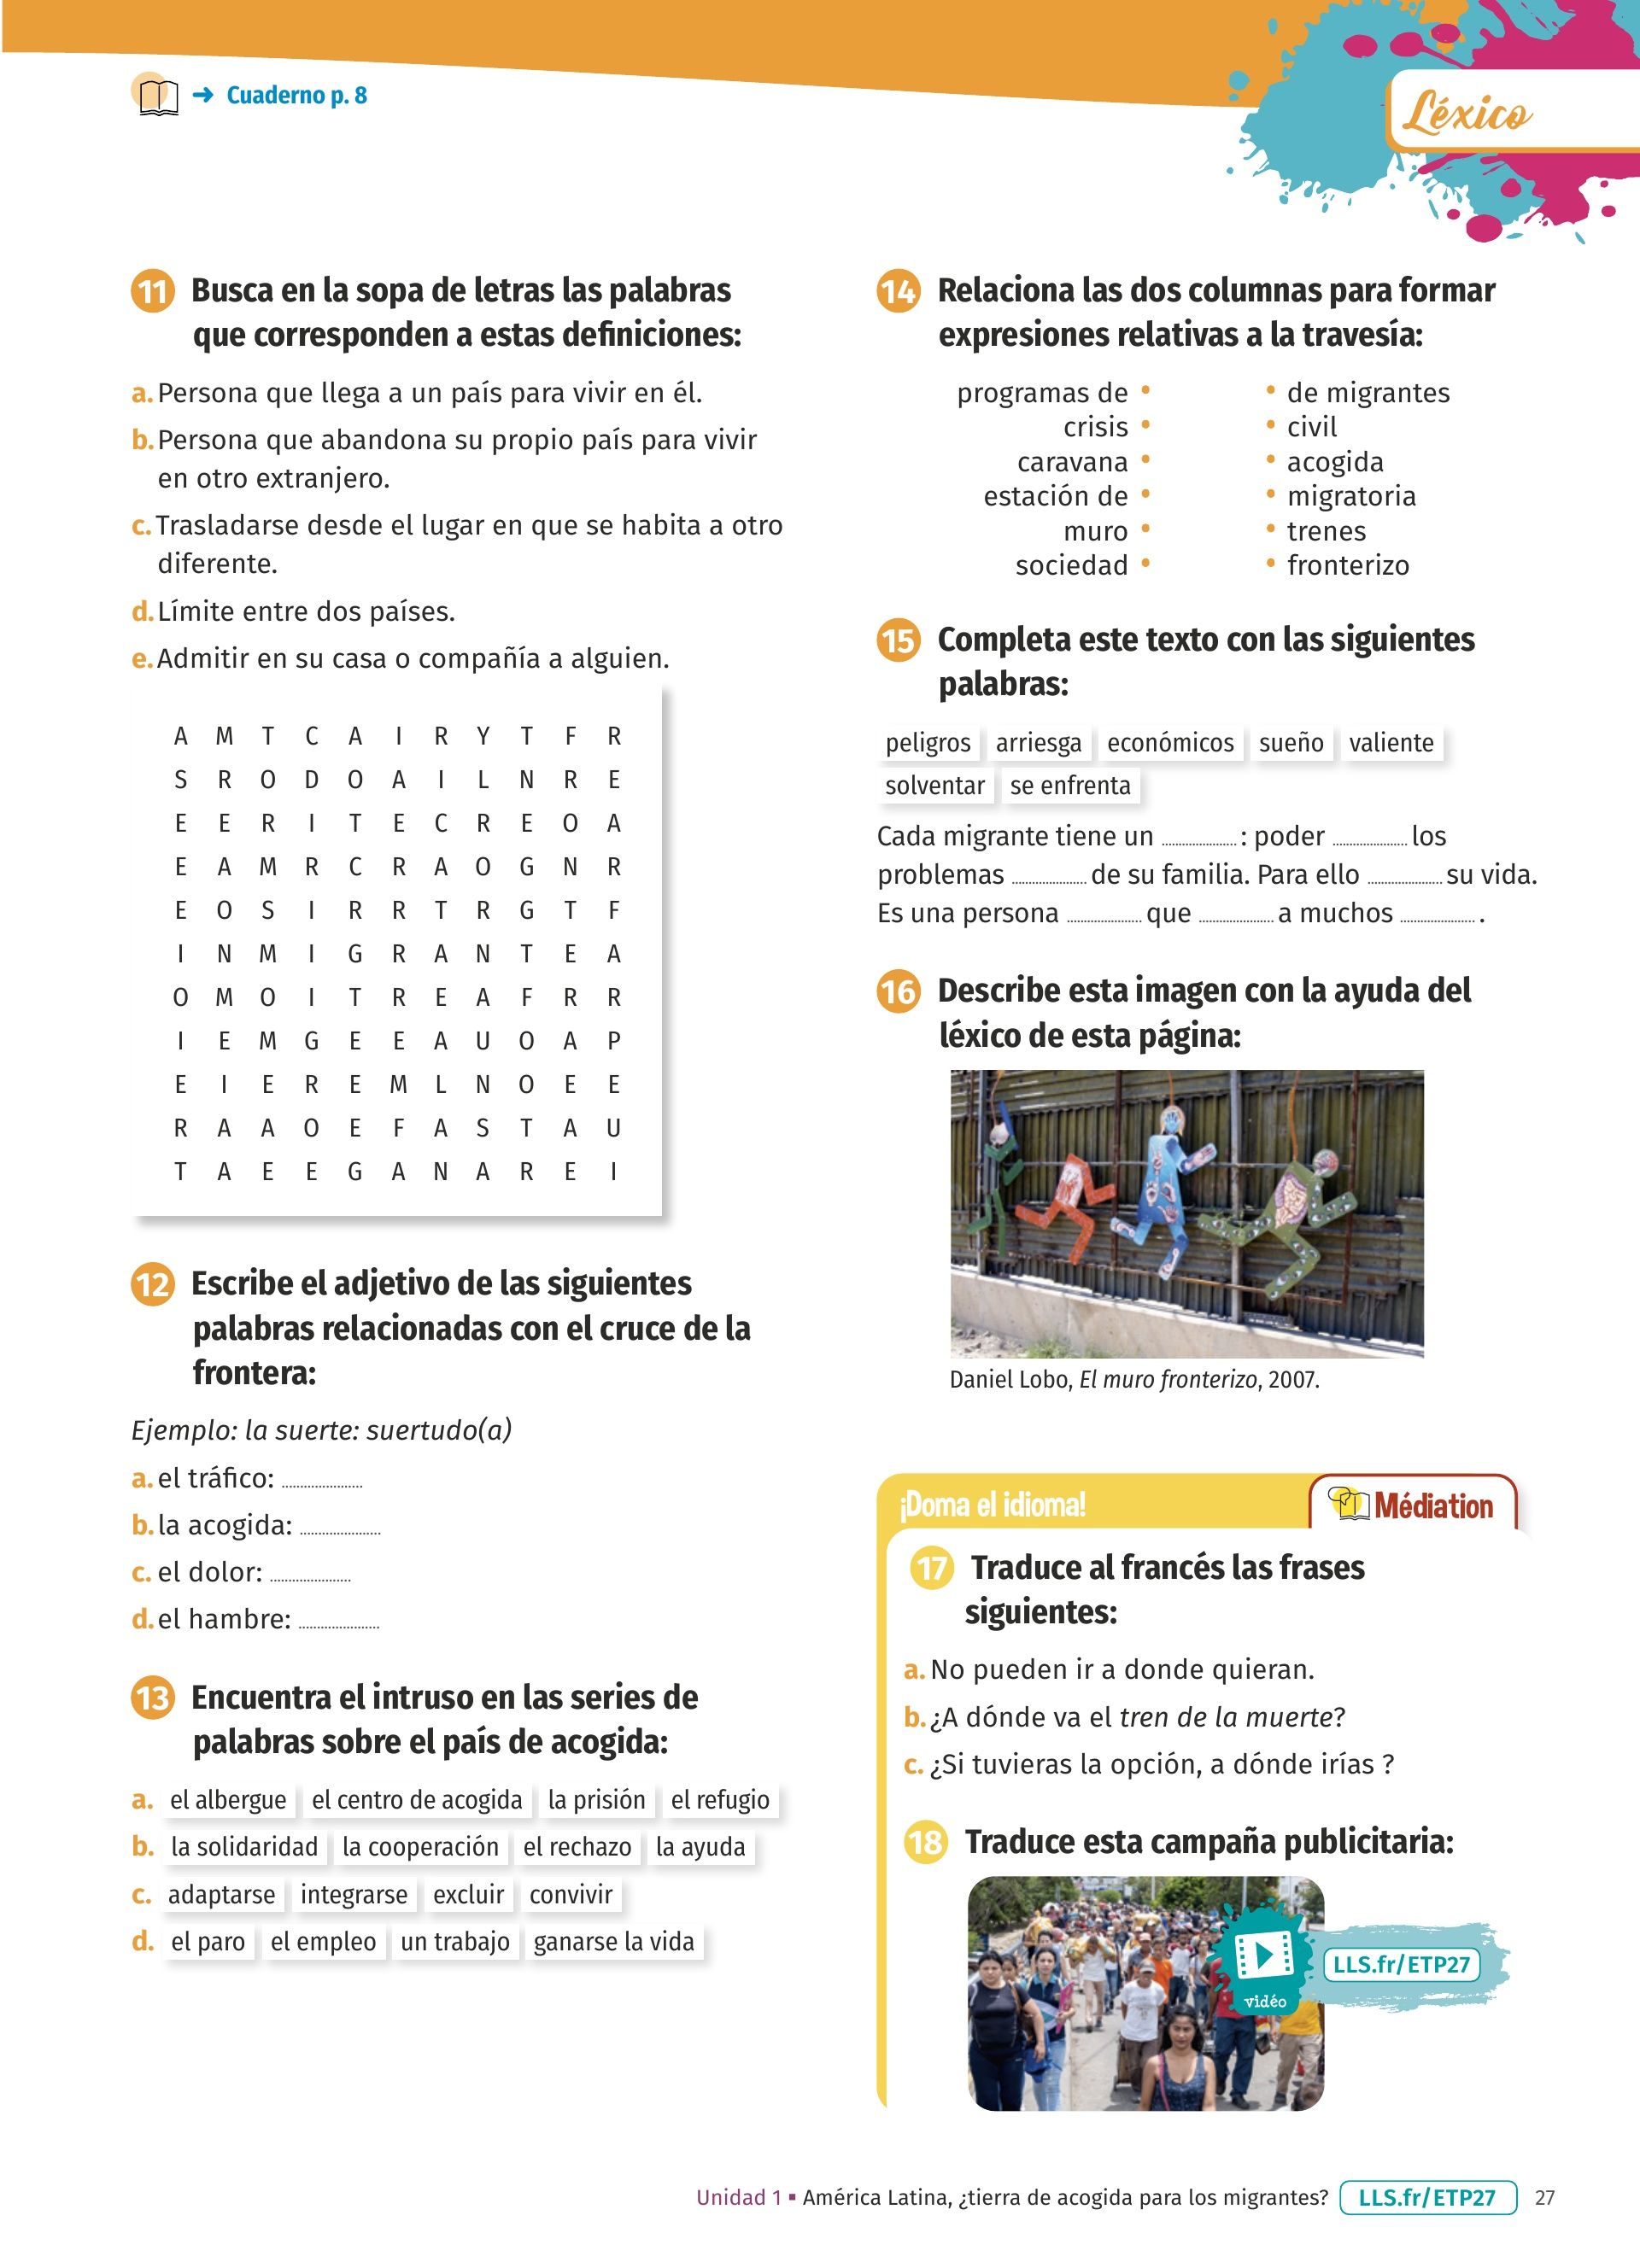 Cuaderno p. 8
Léxico
11 Busca en la sopa de letras las palabras
que corresponden a estas definiciones:
a. Persona que llega a un país para vivir en él.
b. Persona que abandona su propio país para vivir
en otro extranjero.
c. Trasladarse desde el lugar en que se habita a otro
diferente.
d. Límite entre dos países.
e. Admitir en su casa o compañía a alguien.
A M T C A I R Y T F R
S R O D O A I L N R E
E E R I T E C R E O A
E A M R C R A O G N R
E O S I R R T R G T F
I N M I G R A N T E A
O M O I T R E A F R R
I E M G E E A U O A P
E I E R E M L N O E E
R A A O E F A S T A U
T A E E G A N A R E I
12 Escribe el adjetivo de las siguientes
palabras relacionadas con el cruce de la
frontera:
Ejemplo: la suerte: suertudo(a)
a. el tráfico: ......................
b. la acogida: ......................
c. el dolor: ......................
d. el hambre: ......................
13 Encuentra el intruso en las series de
palabras sobre el país de acogida:
a. el albergue el centro de acogida la prisión el refugio
b. la solidaridad la cooperación el rechazo la ayuda
c. adaptarse integrarse excluir convivir
d. el paro el empleo un trabajo ganarse la vida
14 Relaciona las dos columnas para formar
expresiones relativas a la travesía:
programas de • • de migrantes
crisis • • civil
caravana • • acogida
estación de • • migratoria
muro • • trenes
sociedad • • fronterizo
15 Completa este texto con las siguientes
palabras:
peligros arriesga económicos sueño valiente
solventar se enfrenta
Cada migrante tiene un ...................... : poder ...................... los
problemas ...................... de su familia. Para ello ...................... su vida.
Es una persona ...................... que ...................... a muchos ...................... .
16 Describe esta imagen con la ayuda del
léxico de esta página:
Daniel Lobo, El muro fronterizo, 2007.
¡Doma el idioma!
Médiation
17 Traduce al francés las frases
siguientes:
a. No pueden ir a donde quieran.
b. ¿A dónde va el tren de la muerte?
c. ¿Si tuvieras la opción, a dónde irías ?
18 Traduce esta campaña publicitaria:
vidéo
LLS.fr/ETP27
Unidad 1 ▪ América Latina, ¿tierra de acogida para los migrantes? LLS.fr/ETP27 27